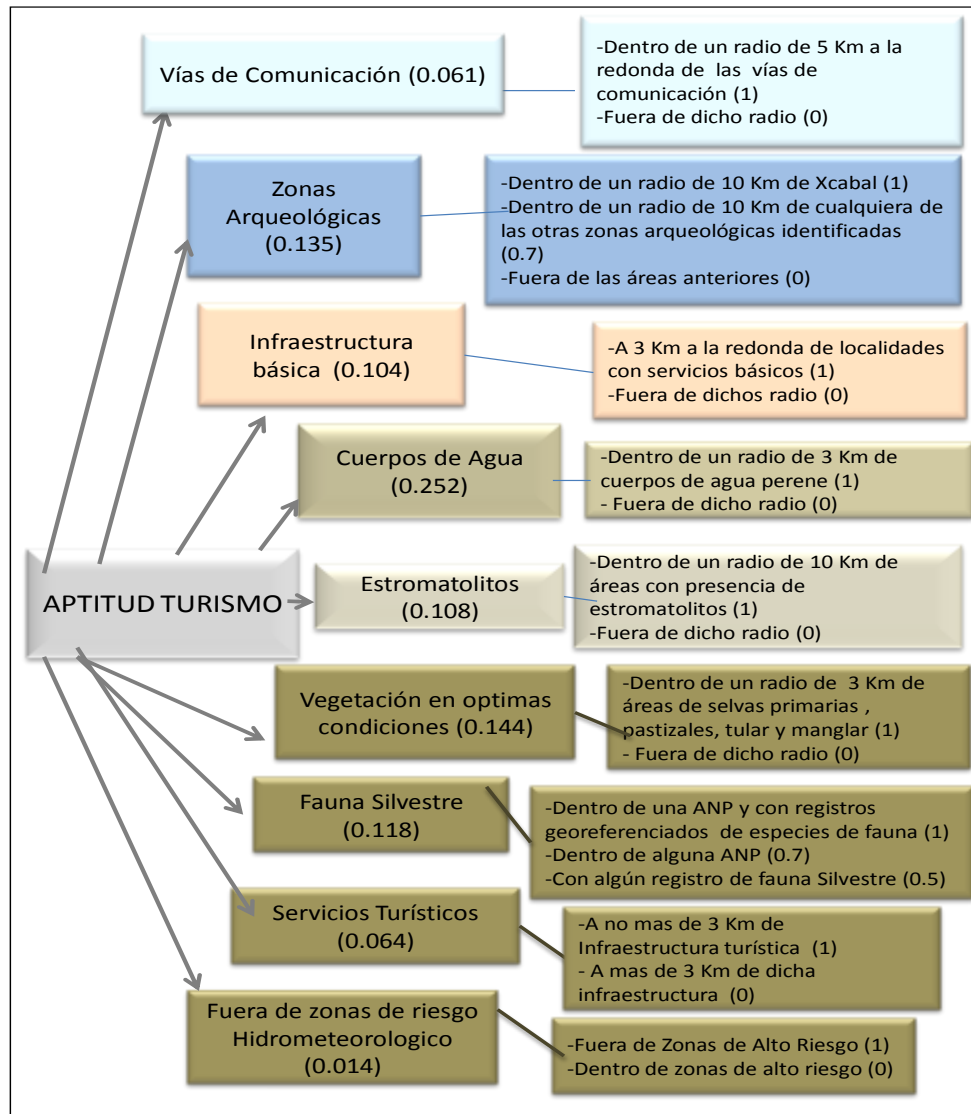 Vías de Comunicación (0.061)
-Dentro de un radio de 5 Km a la
redonda de las vías de
comunicación (1)
-Fuera de dicho radio (0)
Zonas
Arqueológicas
(0.135)
-Dentro de un radio de 10 Km de Xcabal (1)
-Dentro de un radio de 10 Km de cualquiera de
las otras zonas arqueológicas identificadas
(0.7)
-Fuera de las áreas anteriores (0)
Infraestructura
básica (0.104)
-A 3 Km a la redonda de localidades
con servicios básicos (1)
-Fuera de dichos radio (0)
Cuerpos de Agua
(0.252)
-Dentro de un radio de 3 Km de
cuerpos de agua perene (1)
- Fuera de dicho radio (0)
APTITUD TURISMO
Estromatolitos
(0.108)
-Dentro de un radio de 10 Km de
áreas con presencia de
estromatolitos (1)
-Fuera de dicho radio (0)
Vegetación en optimas
condiciones (0.144)
-Dentro de un radio de 3 Km de
áreas de selvas primarias ,
pastizales, tular y manglar (1)
- Fuera de dicho radio (0)
Fauna Silvestre
(0.118)
-Dentro de una ANP y con registros
georeferenciados de especies de fauna (1)
-Dentro de alguna ANP (0.7)
-Con algún registro de fauna Silvestre (0.5)
Servicios Turísticos
(0.064)
-A no mas de 3 Km de
Infraestructura turística (1)
- A mas de 3 Km de dicha
infraestructura (0)
Fuera de zonas de riesgo
Hidrometeorologico
(0.014)
-Fuera de Zonas de Alto Riesgo (1)
-Dentro de zonas de alto riesgo (0)